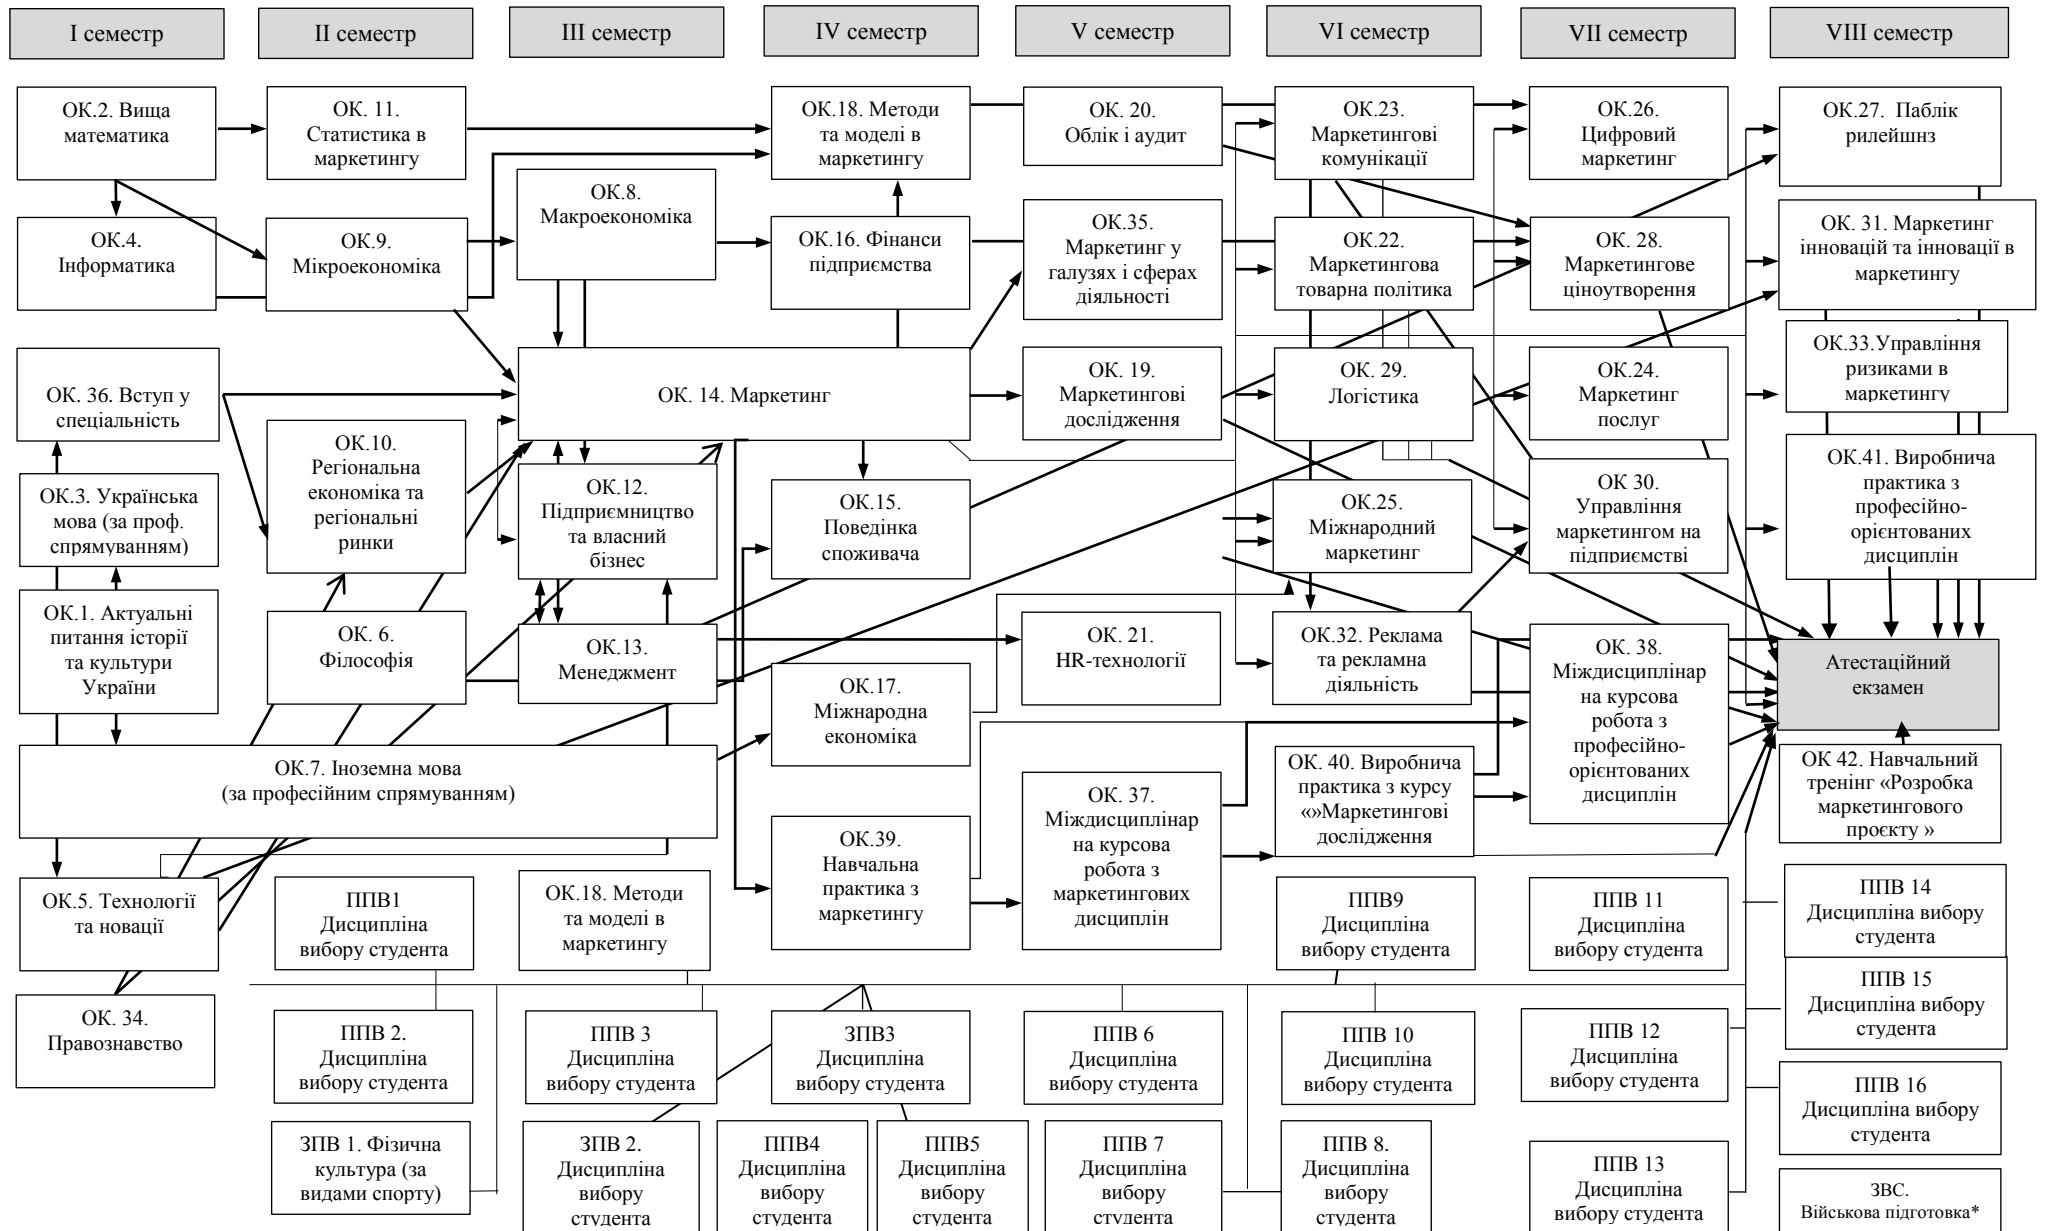 І семестр
ІІ семестр
ІІІ семестр
IV семестр
V семестр
VI семестр
VII семестр
VIII семестр
ОК.2. Вища
математика
ОК.4.
Інформатика
ОК. 36. Вступ у
спеціальність
ОК.3. Українська
мова (за проф.
спрямуванням)
ОК.1. Актуальні
питання історії
та культури
України
ОК.7. Іноземна мова
(за професійним спрямуванням)
ОК.5. Технології
та новації
ОК. 34.
Правознавство
ОК. 11.
Статистика в
маркетингу
ОК.9.
Мікроекономіка
ОК.10.
Регіональна
економіка та
регіональні
ринки
ОК. 6.
Філософія
ППВ1
Дисципліна
вибору студента
ППВ 2.
Дисципліна
вибору студента
ЗПВ 1. Фізична
культура (за
видами спорту)
ОК.8.
Макроекономіка
ОК. 14. Маркетинг
ОК.12.
Підприємництво
та власний
бізнес
ОК.13.
Менеджмент
ОК.18. Методи
та моделі в
маркетингу
ППВ 3
Дисципліна
вибору студента
ЗПВ 2.
Дисципліна
вибору
студента
ОК.18. Методи
та моделі в
маркетингу
ОК.16. Фінанси
підприємства
ОК.15.
Поведінка
споживача
ОК.17.
Міжнародна
економіка
ОК.39.
Навчальна
практика з
маркетингу
ЗПВ3
Дисципліна
вибору студента
ППВ4
Дисципліна
вибору
студента
ППВ5
Дисципліна
вибору
студента
ОК. 20.
Облік і аудит
ОК.35.
Маркетинг у
галузях і сферах
діяльності
ОК. 19.
Маркетингові
дослідження
ОК. 21.
HR-технології
ОК. 37.
Міждисциплінар
на курсова
робота з
маркетингових
дисциплін
ППВ 6
Дисципліна
вибору студента
ППВ 7
Дисципліна
вибору
студента
ОК.23.
Маркетингові
комунікації
ОК.22.
Маркетингова
товарна політика
ОК. 29.
Логістика
ОК.25.
Міжнародний
маркетинг
ОК.32. Реклама
та рекламна
діяльність
ОК. 40. Виробнича
практика з курсу
«»Маркетингові
дослідження
ППВ9
Дисципліна
вибору студента
ППВ 10
Дисципліна
вибору студента
ППВ 8.
Дисципліна
вибору
студента
ОК.26.
Цифровий
маркетинг
ОК. 28.
Маркетингове
ціноутворення
ОК.24.
Маркетинг
послуг
ОК 30.
Управління
маркетингом на
підприємстві
ОК. 38.
Міждисциплінар
на курсова
робота з
професійно-
орієнтованих
дисциплін
ППВ 11
Дисципліна
вибору студента
ППВ 12
Дисципліна
вибору студента
ППВ 13
Дисципліна
вибору студента
ОК.27. Паблік
рилейшнз
ОК. 31. Маркетинг
інновацій та інновації в
маркетингу
ОК.33.Управління
ризиками в
маркетингу
ОК.41. Виробнича
практика з
професійно-
орієнтованих
дисциплін
Атестаційний
екзамен
ОК 42. Навчальний
тренінг «Розробка
маркетингового
проєкту »
ППВ 14
Дисципліна вибору
студента
ППВ 15
Дисципліна вибору
студента
ППВ 16
Дисципліна вибору
студента
ЗВС.
Військова підготовка*